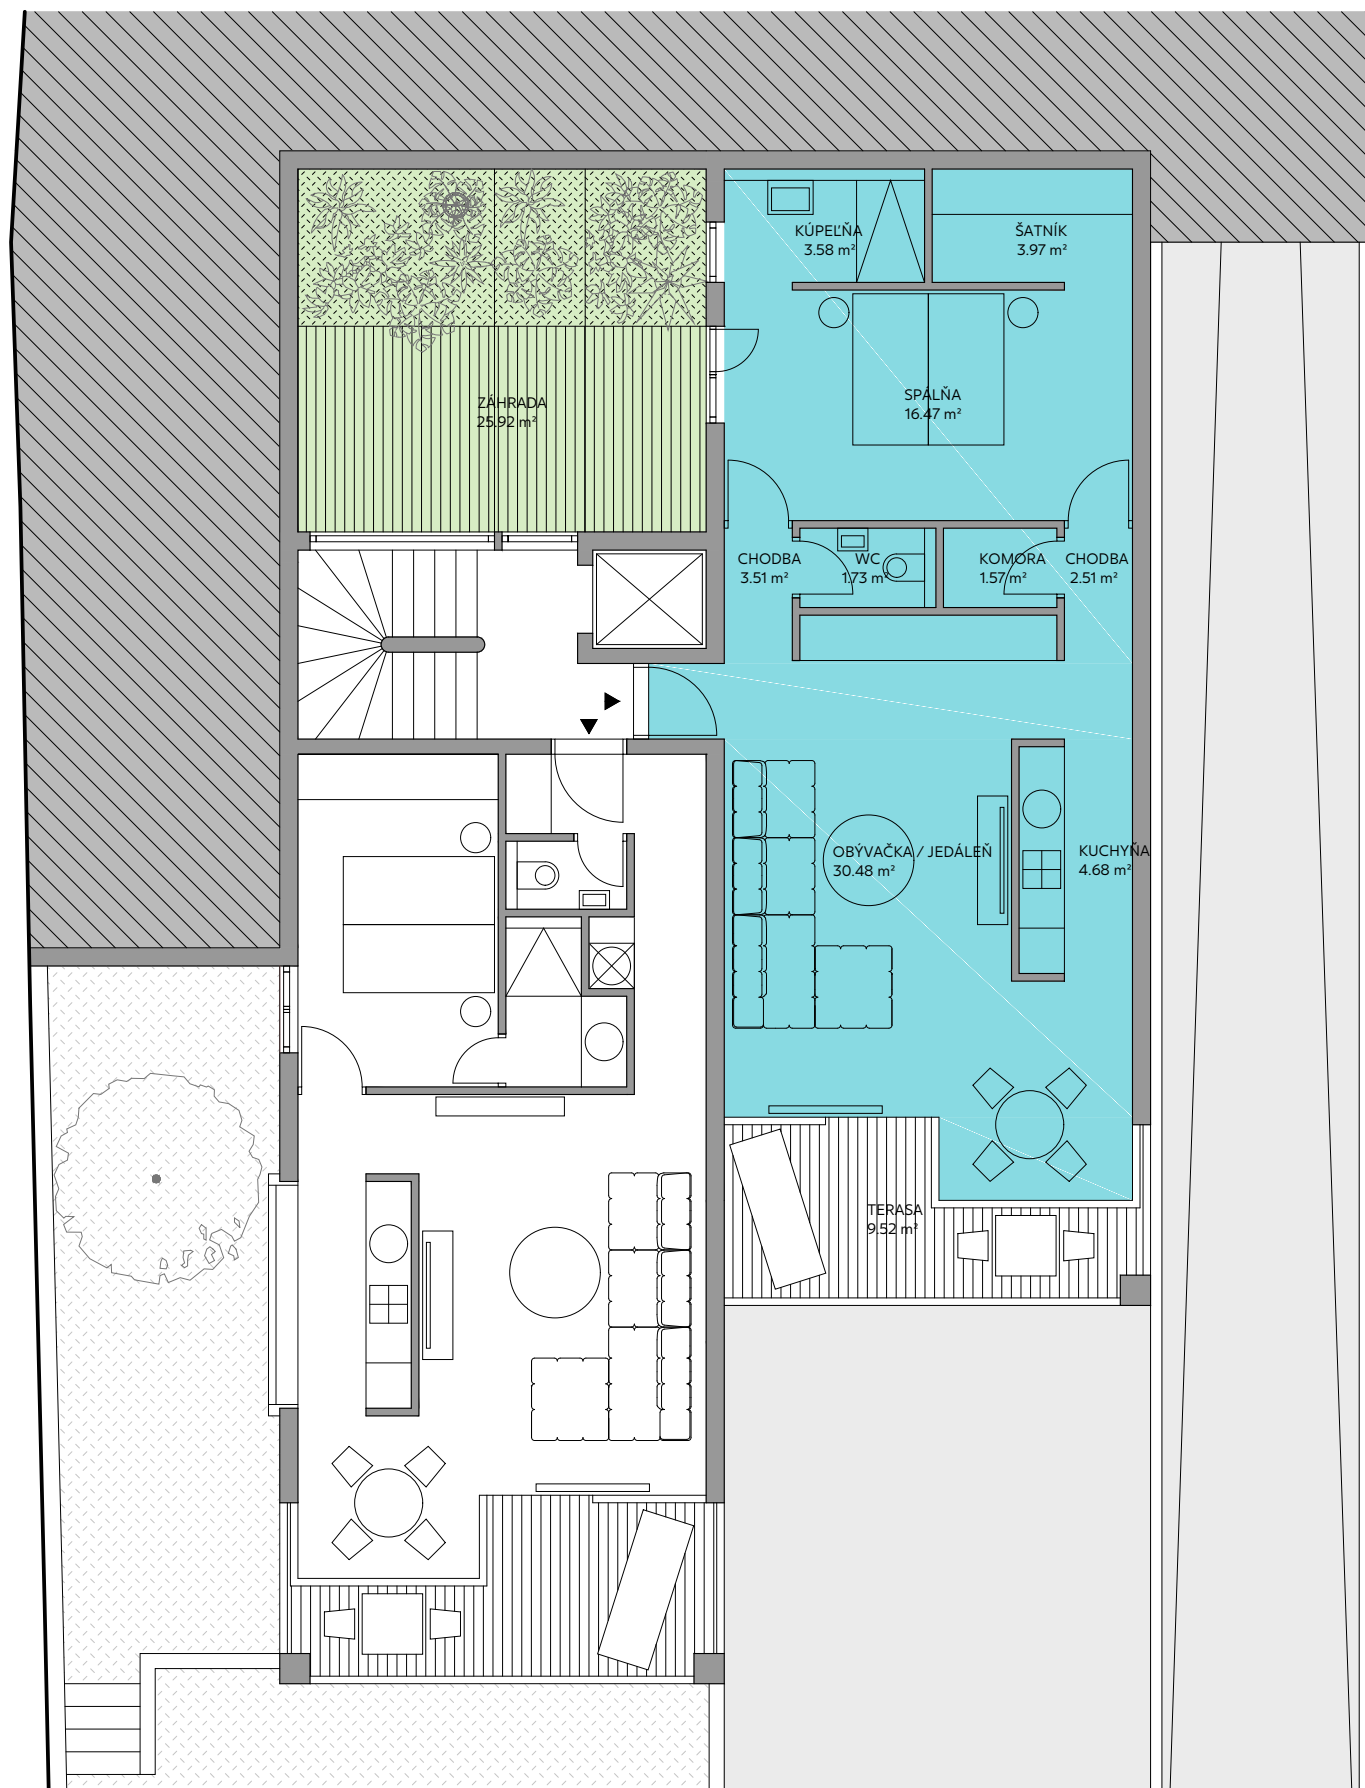 KÚPEĽŇA
3.58 m²
ŠATNÍK
3.97 m²
ZÁHRADA
25.92 m²
SPÁLŇA
16.47 m²
CHODBA
3.51 m²
WC
1.73 m²
KOMORA
1.57 m²
CHODBA
2.51 m²
OBÝVAČKA / JEDÁLEŇ
30.48 m²
KUCHYŇA
4.68 m²
TERASA
9.52 m²